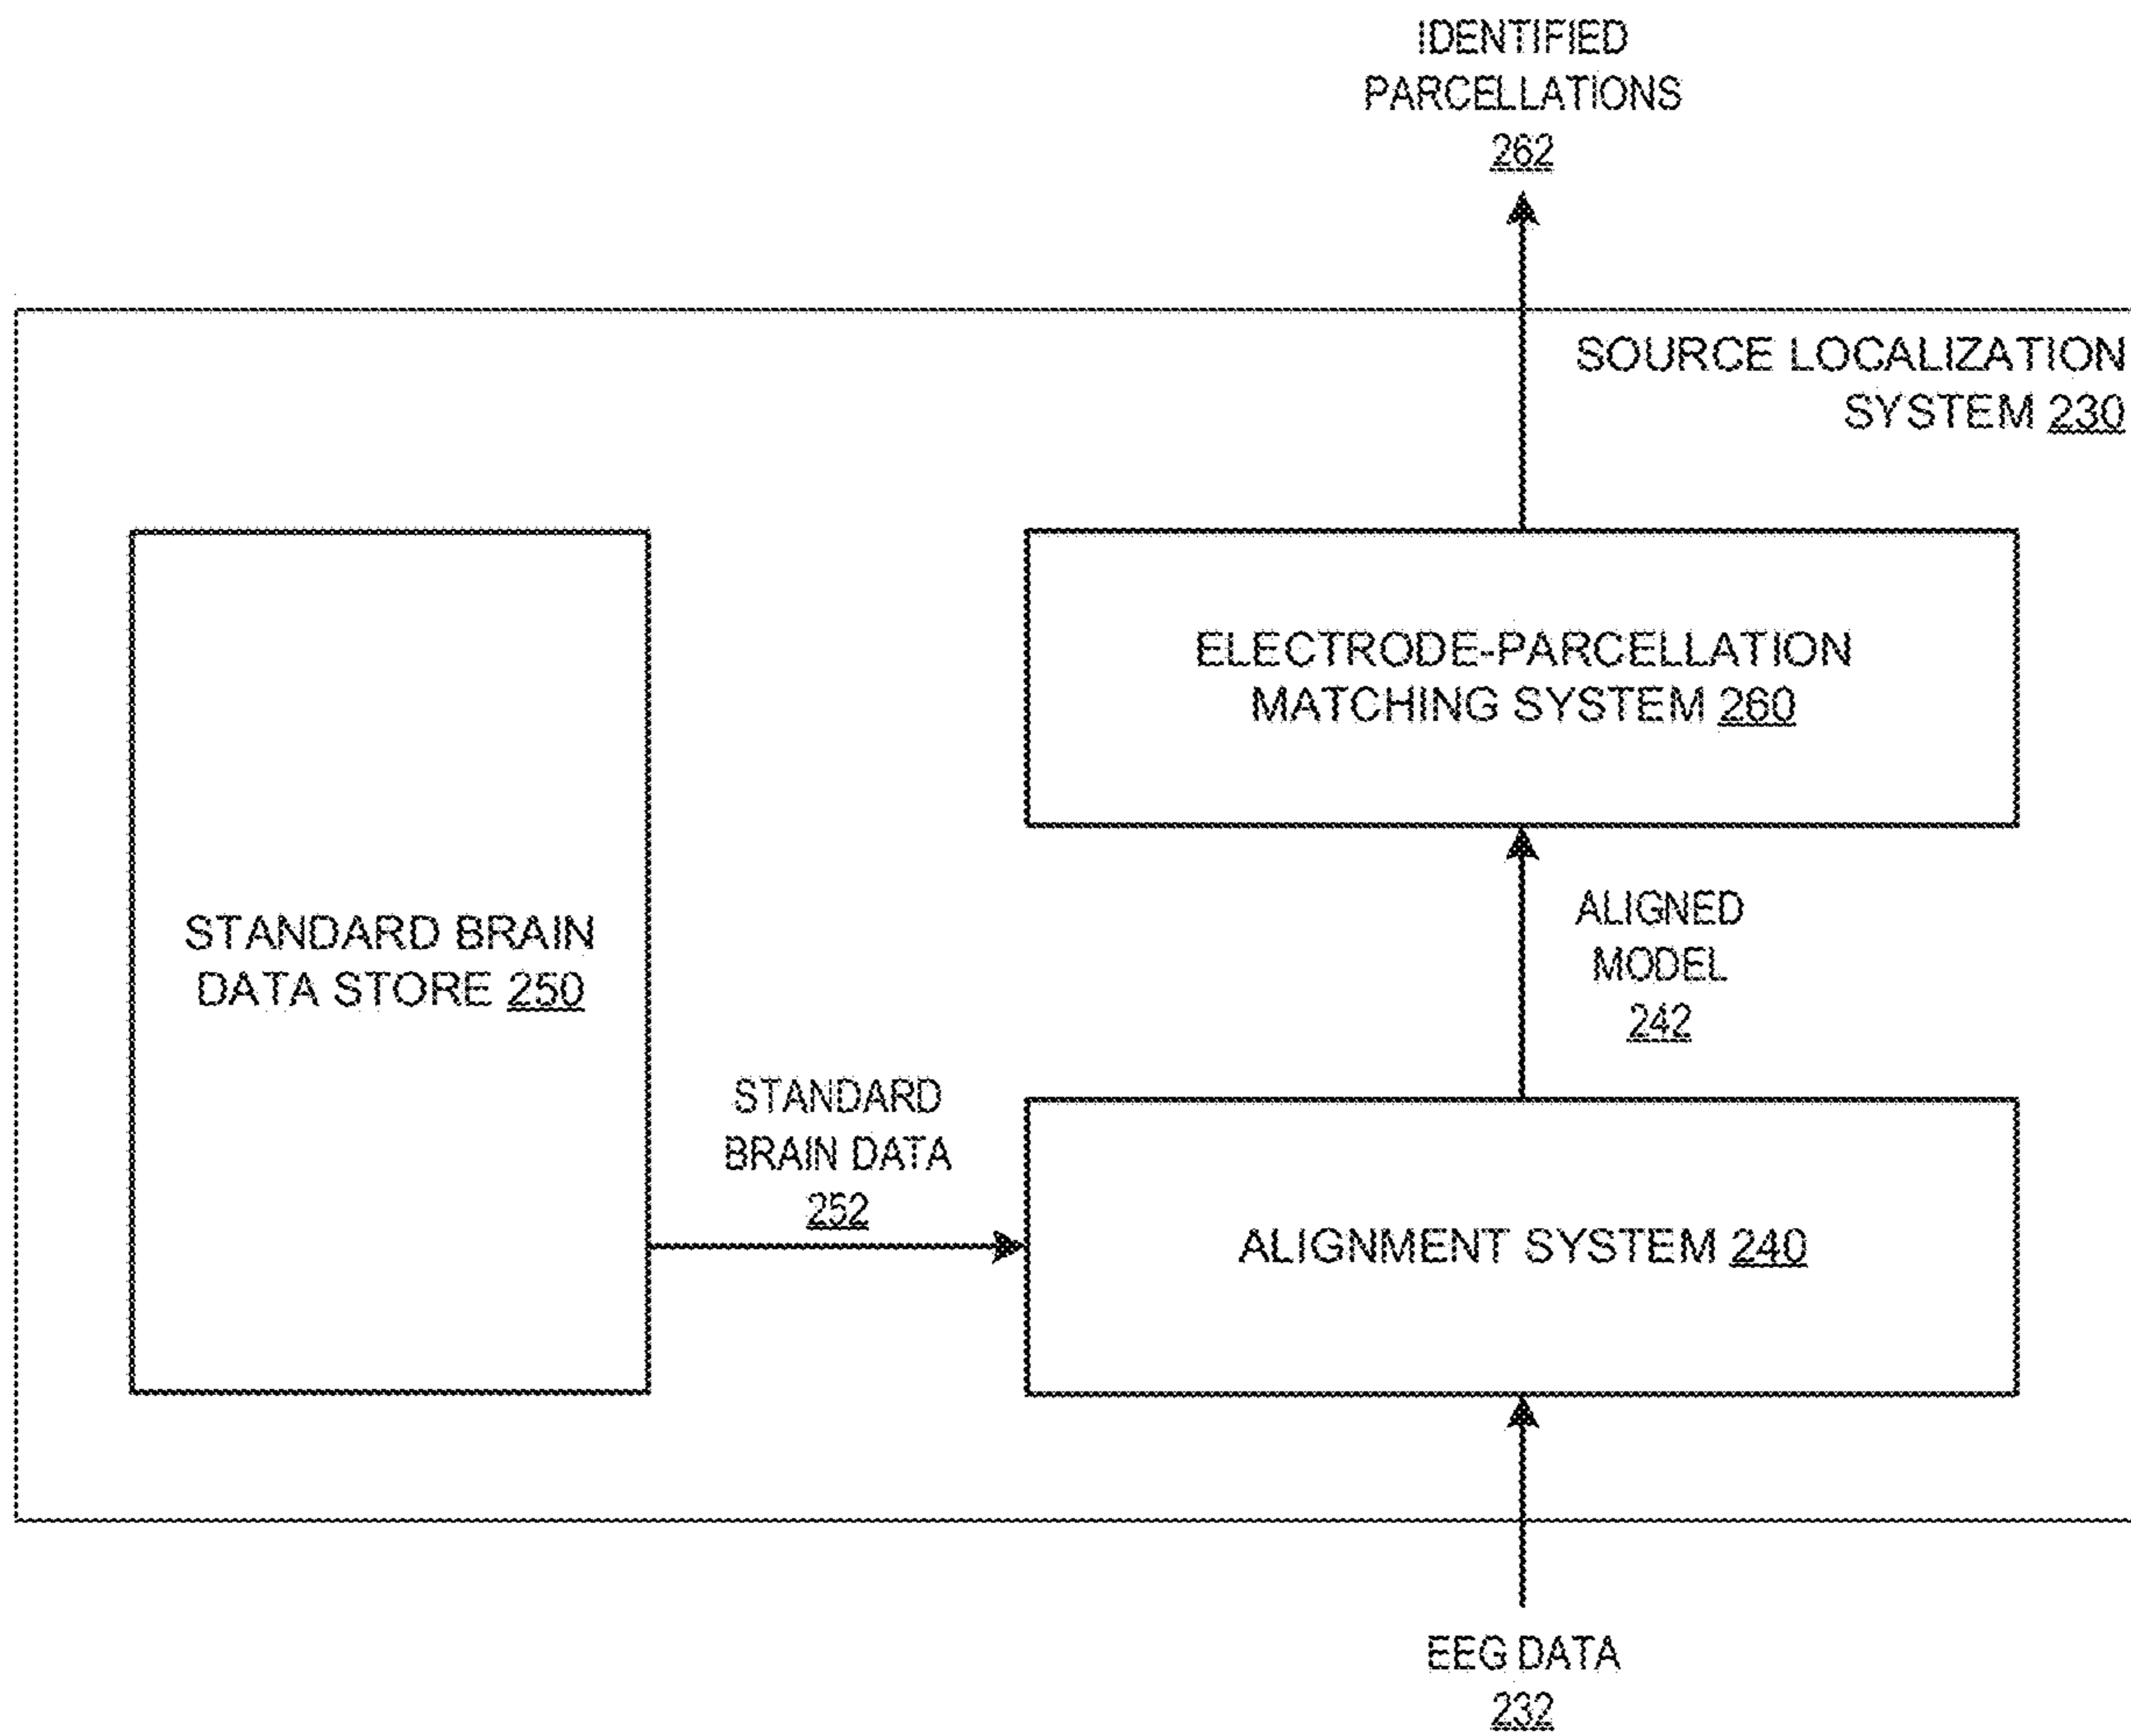 IDENTIFIED
PARCELLATIONS
262
SOURCE LOCALIZATION
SYSTEM 230
ELECTRODE-PARCELLATION
MATCHING SYSTEM 260
STANDARD BRAIN
DATA STORE 250
ALIGNED
MODEL
242
STANDARD
BRAIN DATA
252
ALIGNMENT SYSTEM 240
EEG DATA
232